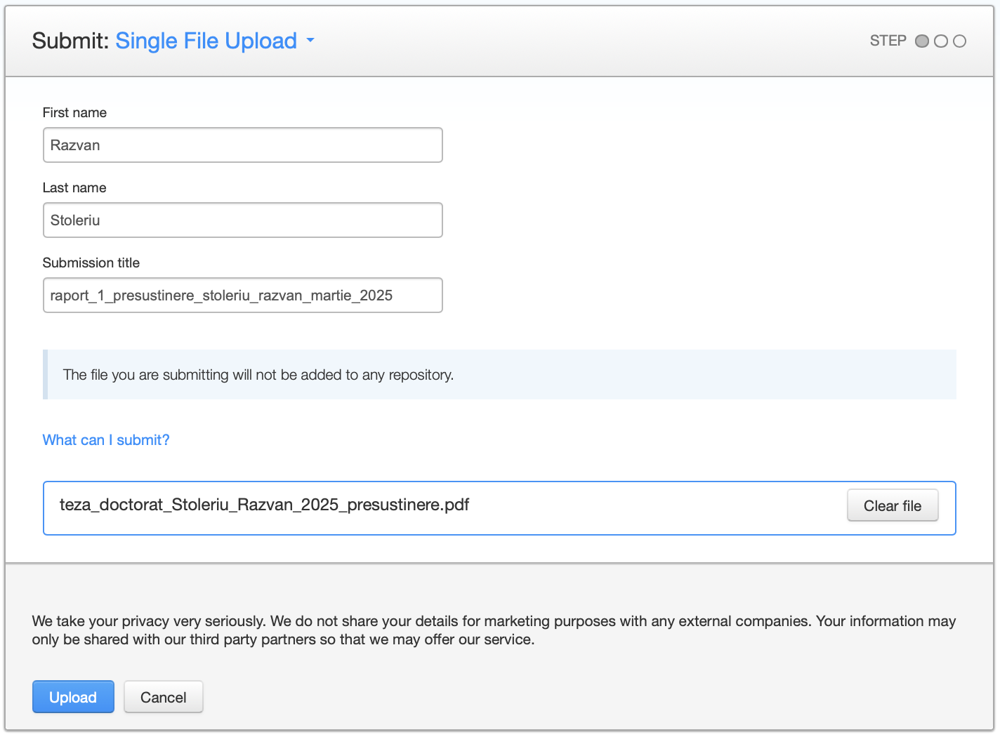 Submit: Single File Upload
STEP
First name
Razvan
Last name
Stoleriu
Submission title
raport_1_presustinere_stoleriu_razvan_martie_2025
The file you are submitting will not be added to any repository.
What can I submit?
teza_doctorat_Stoleriu_Razvan_2025_presustinere.pdf
Clear file
We take your privacy very seriously. We do not share your details for marketing purposes with any external companies. Your information may
only be shared with our third party partners so that we may offer our service.
Upload
Cancel